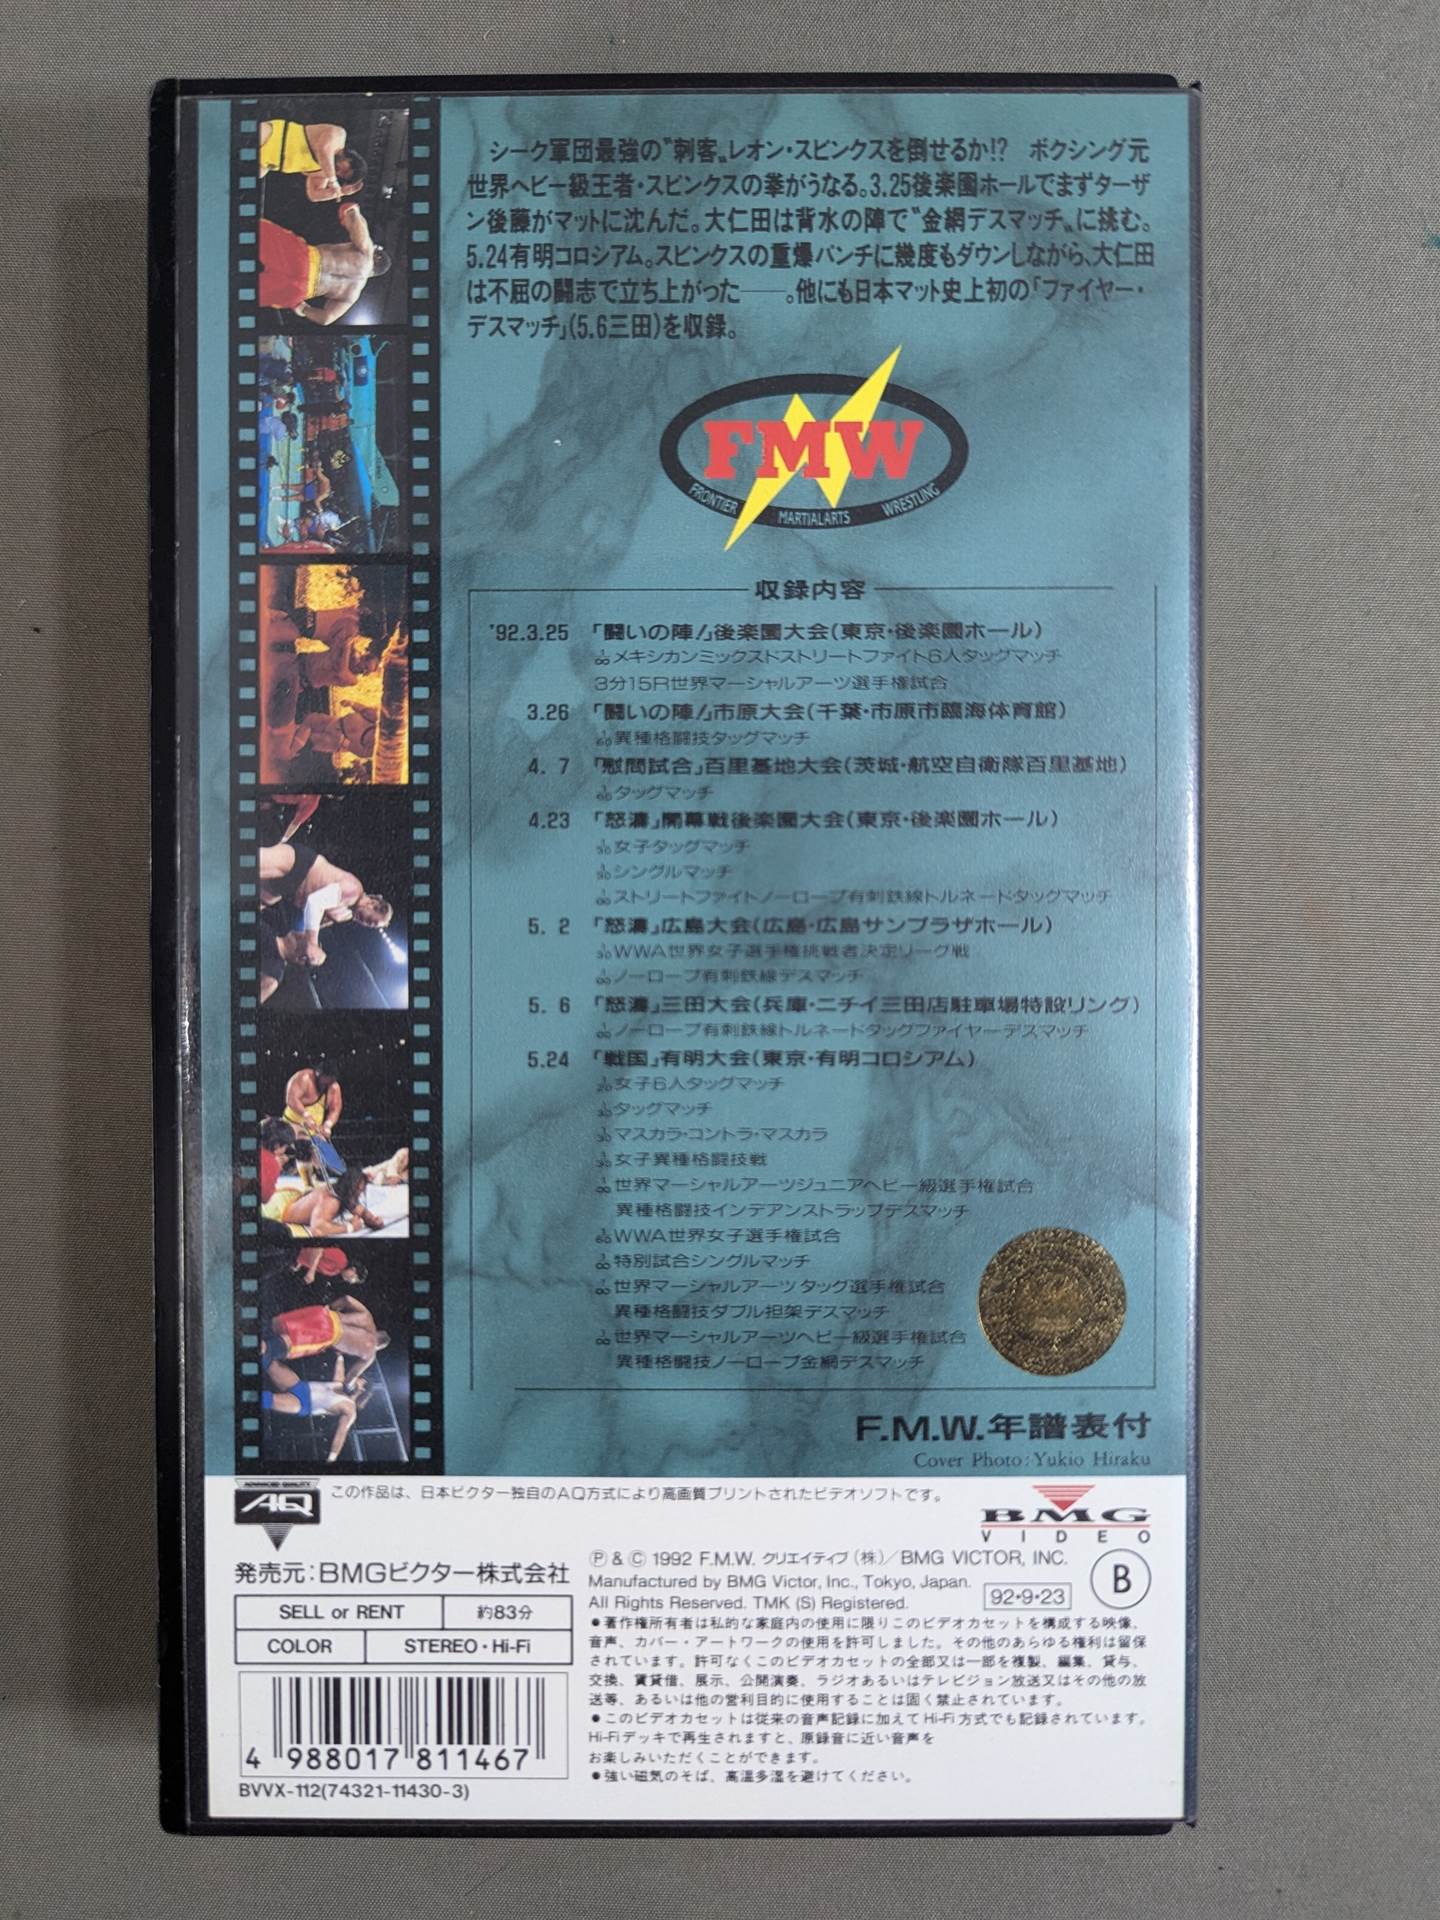 シーク軍団最強の〝刺客〟レオン・スピンクスを倒せるか!? ボクシング元
世界ヘビー級王者・スピンクスの拳がうなる。3.25後楽園ホールでまずターザ
ン後藤がマットに沈んだ。大仁田は背水の陣で〝金網デスマッチ〟に挑む。
5.24有明コロシアム。スピンクスの重爆パンチに幾度もダウンしながら、大仁田
は不屈の闘志で立ち上がった——。他にも日本マット史上初の「ファイヤー・
デスマッチ」(5.6三田)を収録。
FMW
FRONTIER MARTIALARTS WRESTLING
収録内容
'92.3.25 「闘いの陣!」後楽園大会(東京・後楽園ホール)
メキシカンミックスドストリートファイト6人タッグマッチ
3分15R世界マーシャルアーツ選手権試合
3.26 「闘いの陣!」市原大会(千葉・市原市臨海体育館)
異種格闘技タッグマッチ
4. 7 「慰問試合」百里基地大会(茨城・航空自衛隊百里基地)
タッグマッチ
4.23 「怒濤」開幕戦後楽園大会(東京・後楽園ホール)
女子タッグマッチ
シングルマッチ
ストリートファイトノーロープ有刺鉄線トルネードタッグマッチ
5. 2 「怒濤」広島大会(広島・広島サンプラザホール)
WWA世界女子選手権挑戦者決定リーグ戦
ノーロープ有刺鉄線デスマッチ
5. 6 「怒濤」三田大会(兵庫・ニチイ三田店駐車場特設リング)
ノーロープ有刺鉄線トルネードタッグファイヤーデスマッチ
5.24 「戦国」有明大会(東京・有明コロシアム)
女子6人タッグマッチ
タッグマッチ
マスカラ・コントラ・マスカラ
女子異種格闘技戦
世界マーシャルアーツジュニアヘビー級選手権試合
異種格闘技インデアンストラップデスマッチ
WWA世界女子選手権試合
特別試合シングルマッチ
世界マーシャルアーツタッグ選手権試合
異種格闘技ダブル担架デスマッチ
世界マーシャルアーツヘビー級選手権試合
異種格闘技ノーロープ金網デスマッチ
F.M.W.年譜表付
Cover Photo:Yukio Hiraku
ADVANCED QUALITY
AQ
この作品は、日本ビクター独自のAQ方式により高画質プリントされたビデオソフトです。
BMG
VIDEO
発売元:BMGビクター株式会社
SELL or RENT 約83分
COLOR STEREO・Hi-Fi
4 988017 811467
BVVX-112(74321-11430-3)
Ⓟ & Ⓒ 1992 F.M.W. クリエイティブ(株)/BMG VICTOR, INC.
Manufactured by BMG Victor, Inc., Tokyo, Japan.
All Rights Reserved. TMK (S) Registered.
92・9・23
B
●著作権所有者は私的な家庭内の使用に限りこのビデオカセットを構成する映像、
音声、カバー・アートワークの使用を許可しました。その他のあらゆる権利は留保
されています。許可なくこのビデオカセットの全部又は一部を複製、編集、貸与、
交換、賃貸借、展示、公開演奏、ラジオあるいはテレビジョン放送又はその他の放
送等、あるいは他の営利目的に使用することは固く禁止されています。
●このビデオカセットは従来の音声記録に加えてHi-Fi方式でも記録されています。
Hi-Fiデッキで再生されますと、原録音に近い音声を
お楽しみいただくことができます。
●強い磁気のそば、高温多湿を避けてください。